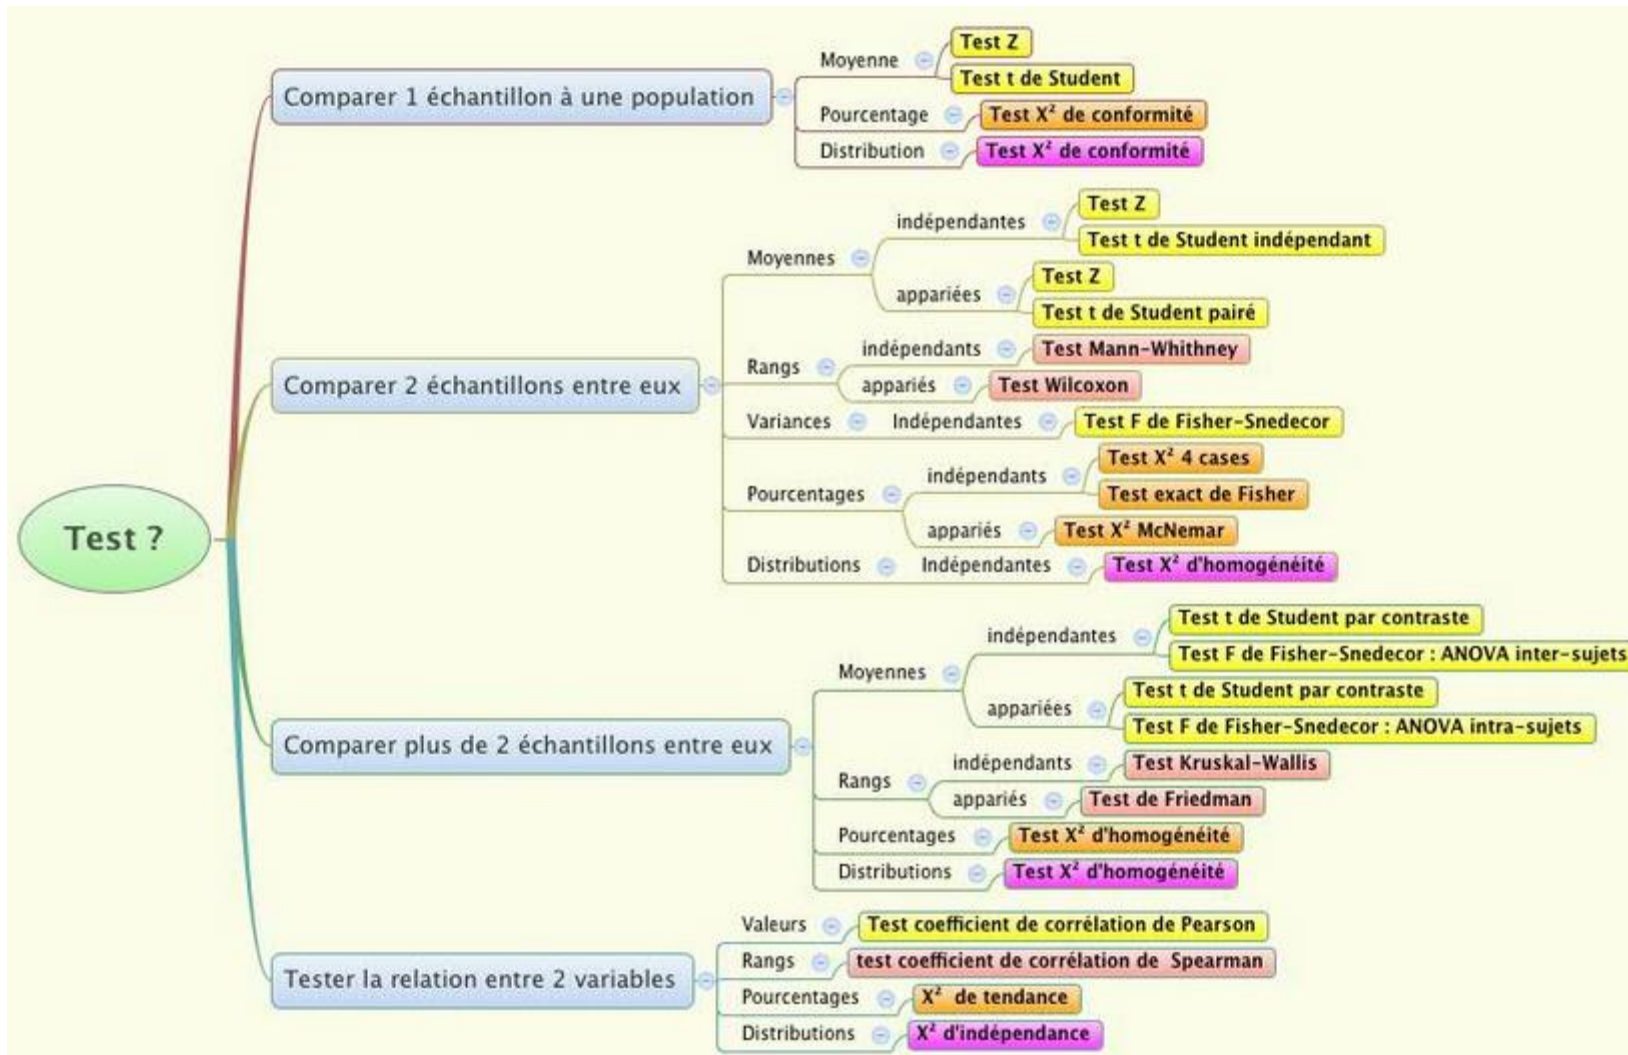 Test ?
Comparer 1 échantillon à une population
Moyenne
Test Z
Test t de Student
Pourcentage
Test X² de conformité
Distribution
Test X² de conformité
Comparer 2 échantillons entre eux
Moyennes
indépendantes
Test Z
Test t de Student indépendant
appariées
Test Z
Test t de Student pairé
Rangs
indépendants
Test Mann-Whithney
appariés
Test Wilcoxon
Variances
Indépendantes
Test F de Fisher-Snedecor
Pourcentages
indépendants
Test X² 4 cases
Test exact de Fisher
appariés
Test X² McNemar
Distributions
Indépendantes
Test X² d'homogénéité
Comparer plus de 2 échantillons entre eux
Moyennes
indépendantes
Test t de Student par contraste
Test F de Fisher-Snedecor : ANOVA inter-sujets
appariées
Test t de Student par contraste
Test F de Fisher-Snedecor : ANOVA intra-sujets
Rangs
indépendants
Test Kruskal-Wallis
appariés
Test de Friedman
Pourcentages
Test X² d'homogénéité
Distributions
Test X² d'homogénéité
Tester la relation entre 2 variables
Valeurs
Test coefficient de corrélation de Pearson
Rangs
test coefficient de corrélation de Spearman
Pourcentages
X² de tendance
Distributions
X² d'indépendance